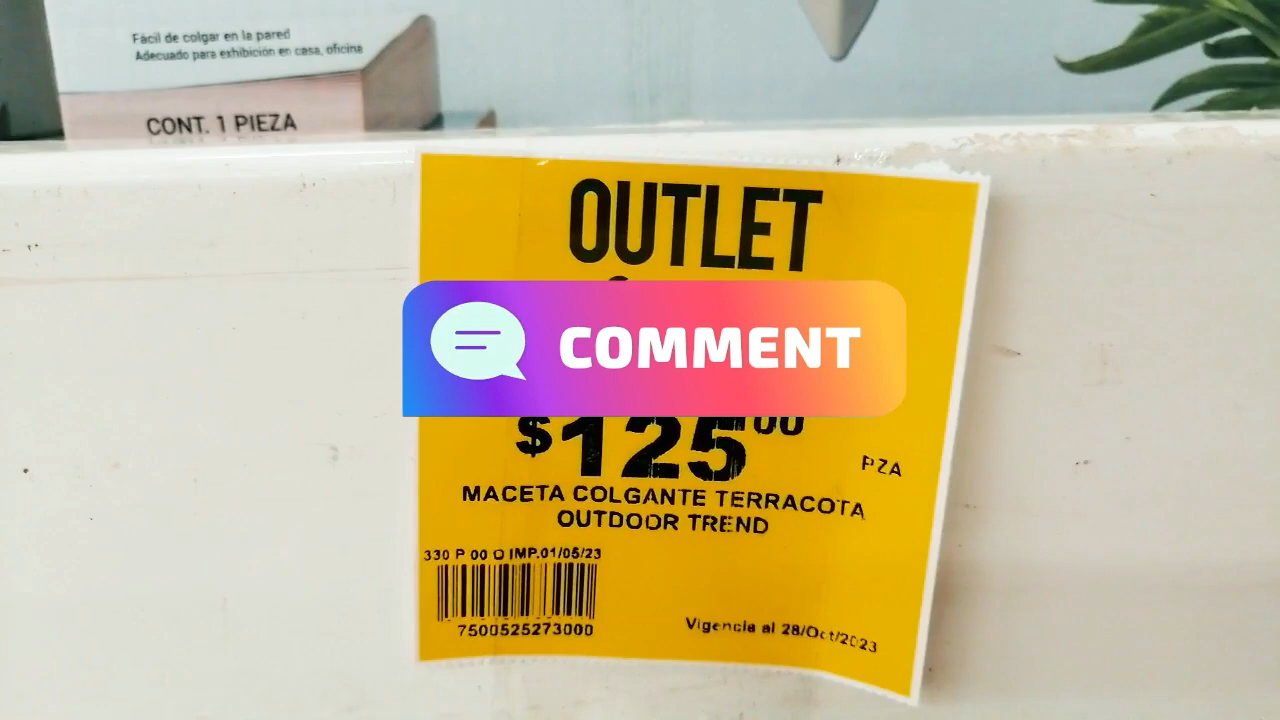 Fácil de colgar en la pared
Adecuado para exhibición en casa, oficina
CONT. 1 PIEZA
OUTLET
COMMENT
$125.00
PZA
MACETA COLGANTE TERRACOTA
OUTDOOR TREND
330 P 00 O IMP.01/05/23
7500525273000
Vigencia al 28/Oct/2023